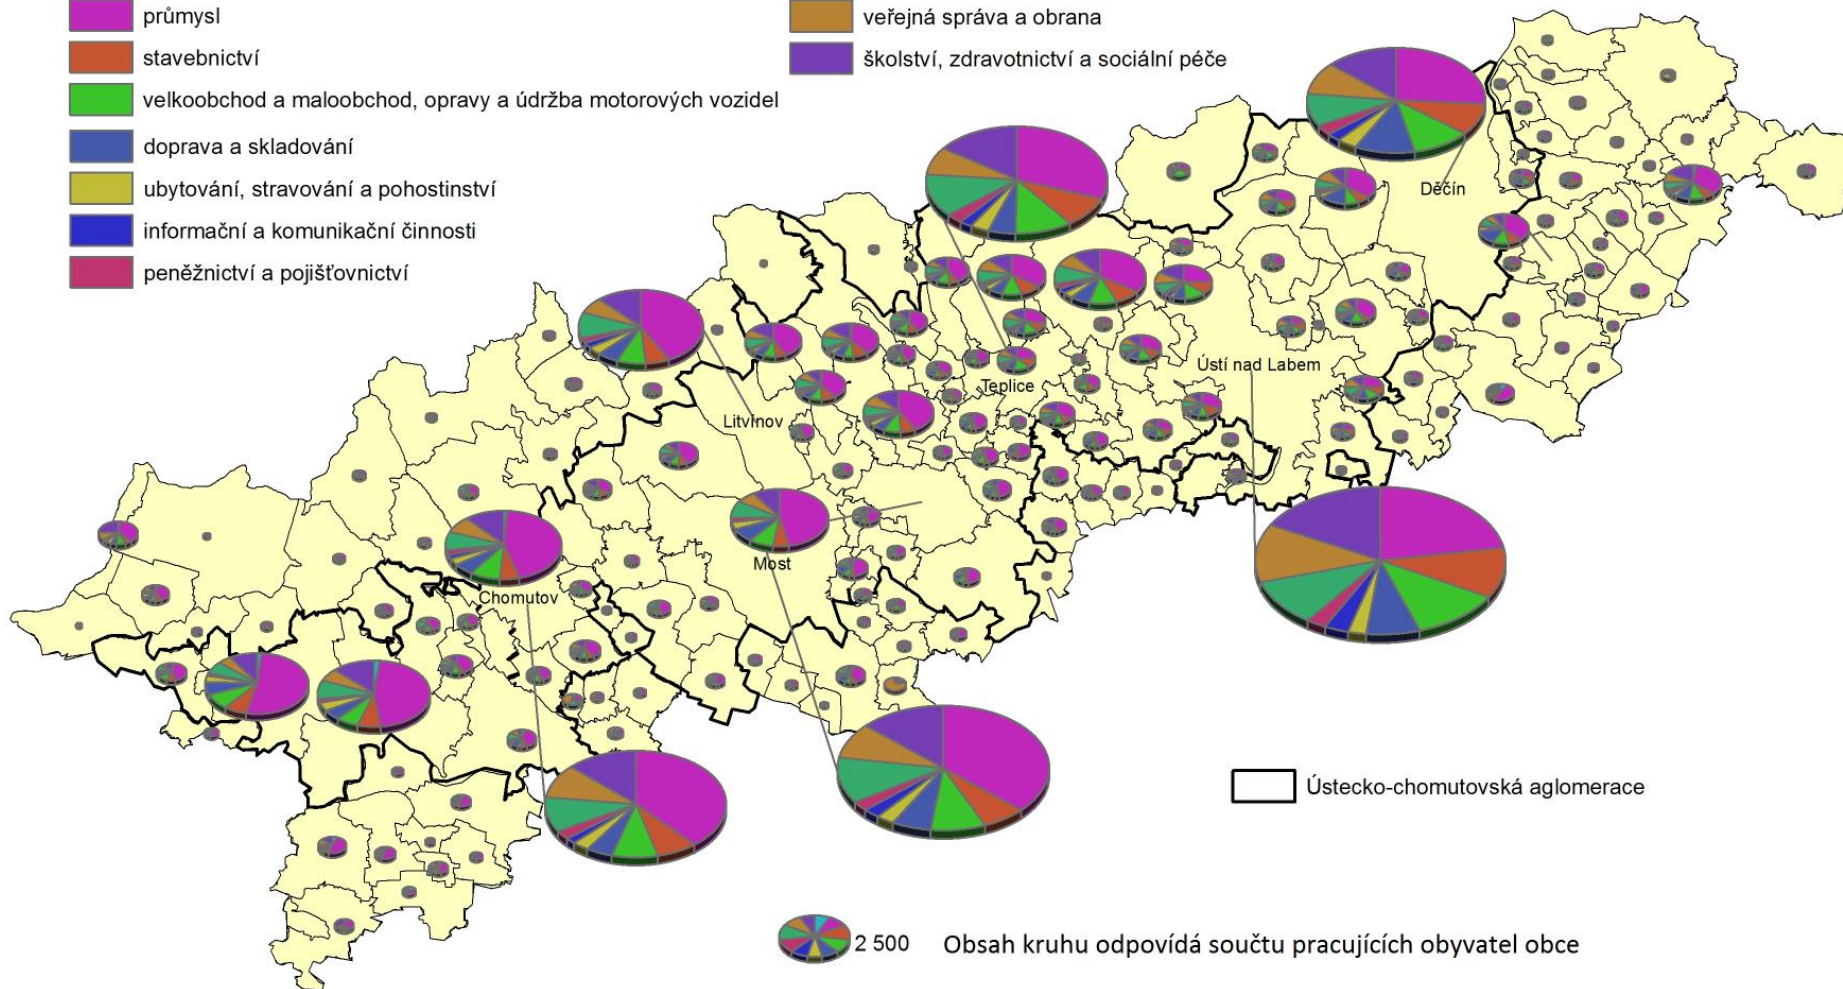 průmysl
stavebnictví
velkoobchod a maloobchod, opravy a údržba motorových vozidel
doprava a skladování
ubytování, stravování a pohostinství
informační a komunikační činnosti
peněžnictví a pojišťovnictví
veřejná správa a obrana
školství, zdravotnictví a sociální péče
Děčín
Ústí nad Labem
Teplice
Litvínov
Most
Chomutov
Ústecko-chomutovská aglomerace
2 500 Obsah kruhu odpovídá součtu pracujících obyvatel obce